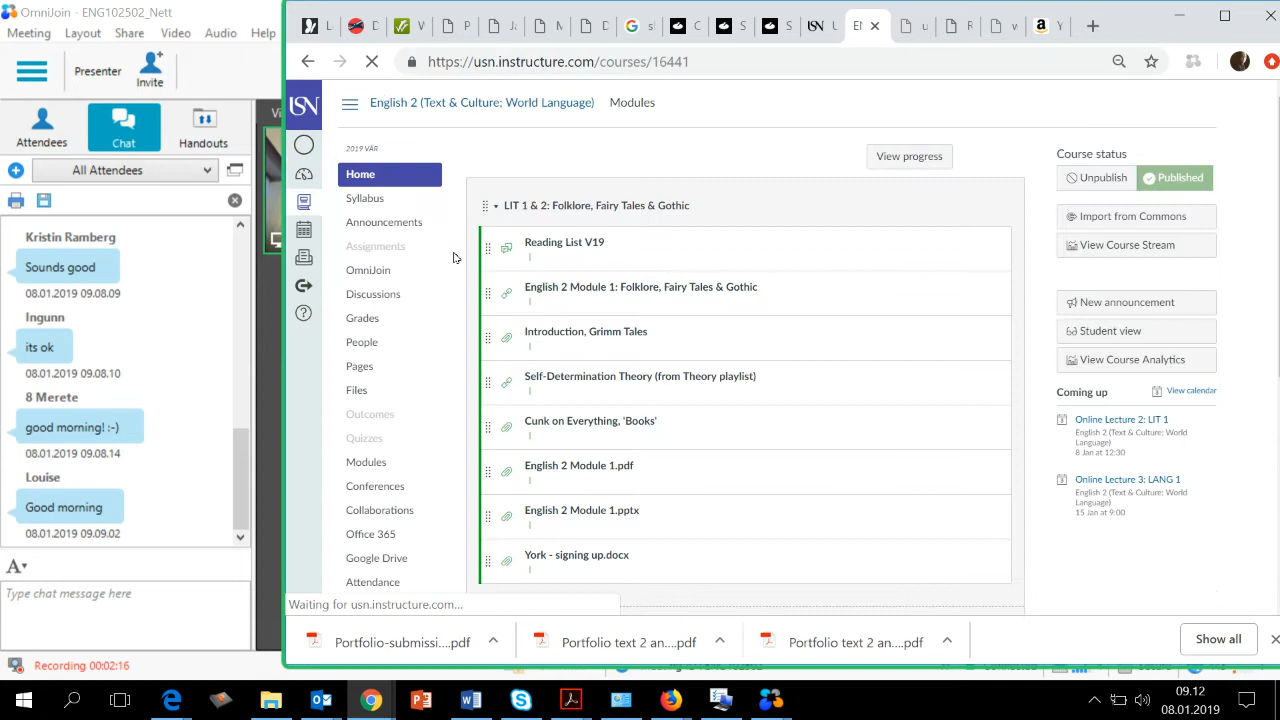 OmniJoin - ENG102502_Nett
Meeting Layout Share Video Audio Help
Presenter
Invite
Attendees
Chat
Handouts
All Attendees
Kristin Ramberg
Sounds good
08.01.2019 09.08.09
Ingunn
its ok
08.01.2019 09.08.10
8 Merete
good morning! :-)
08.01.2019 09.08.14
Louise
Good morning
08.01.2019 09.09.02
A
Type chat message here
Recording 00:02:16
https://usn.instructure.com/courses/16441
USN
English 2 (Text & Culture: World Language)
Modules
2019 VÅR
Home
Syllabus
Announcements
Assignments
OmniJoin
Discussions
Grades
People
Pages
Files
Outcomes
Quizzes
Modules
Conferences
Collaborations
Office 365
Google Drive
Attendance
View progress
LIT 1 & 2: Folklore, Fairy Tales & Gothic
Reading List V19
English 2 Module 1: Folklore, Fairy Tales & Gothic
Introduction, Grimm Tales
Self-Determination Theory (from Theory playlist)
Cunk on Everything, 'Books'
English 2 Module 1.pdf
English 2 Module 1.pptx
York - signing up.docx
Course status
Unpublish
Published
Import from Commons
View Course Stream
New announcement
Student view
View Course Analytics
Coming up
View calendar
Online Lecture 2: LIT 1
English 2 (Text & Culture: World
Language)
8 Jan at 12:30
Online Lecture 3: LANG 1
English 2 (Text & Culture: World
Language)
15 Jan at 9:00
Waiting for usn.instructure.com...
Portfolio-submissi....pdf
Portfolio text 2 an....pdf
Portfolio text 2 an....pdf
Show all
09.12
08.01.2019